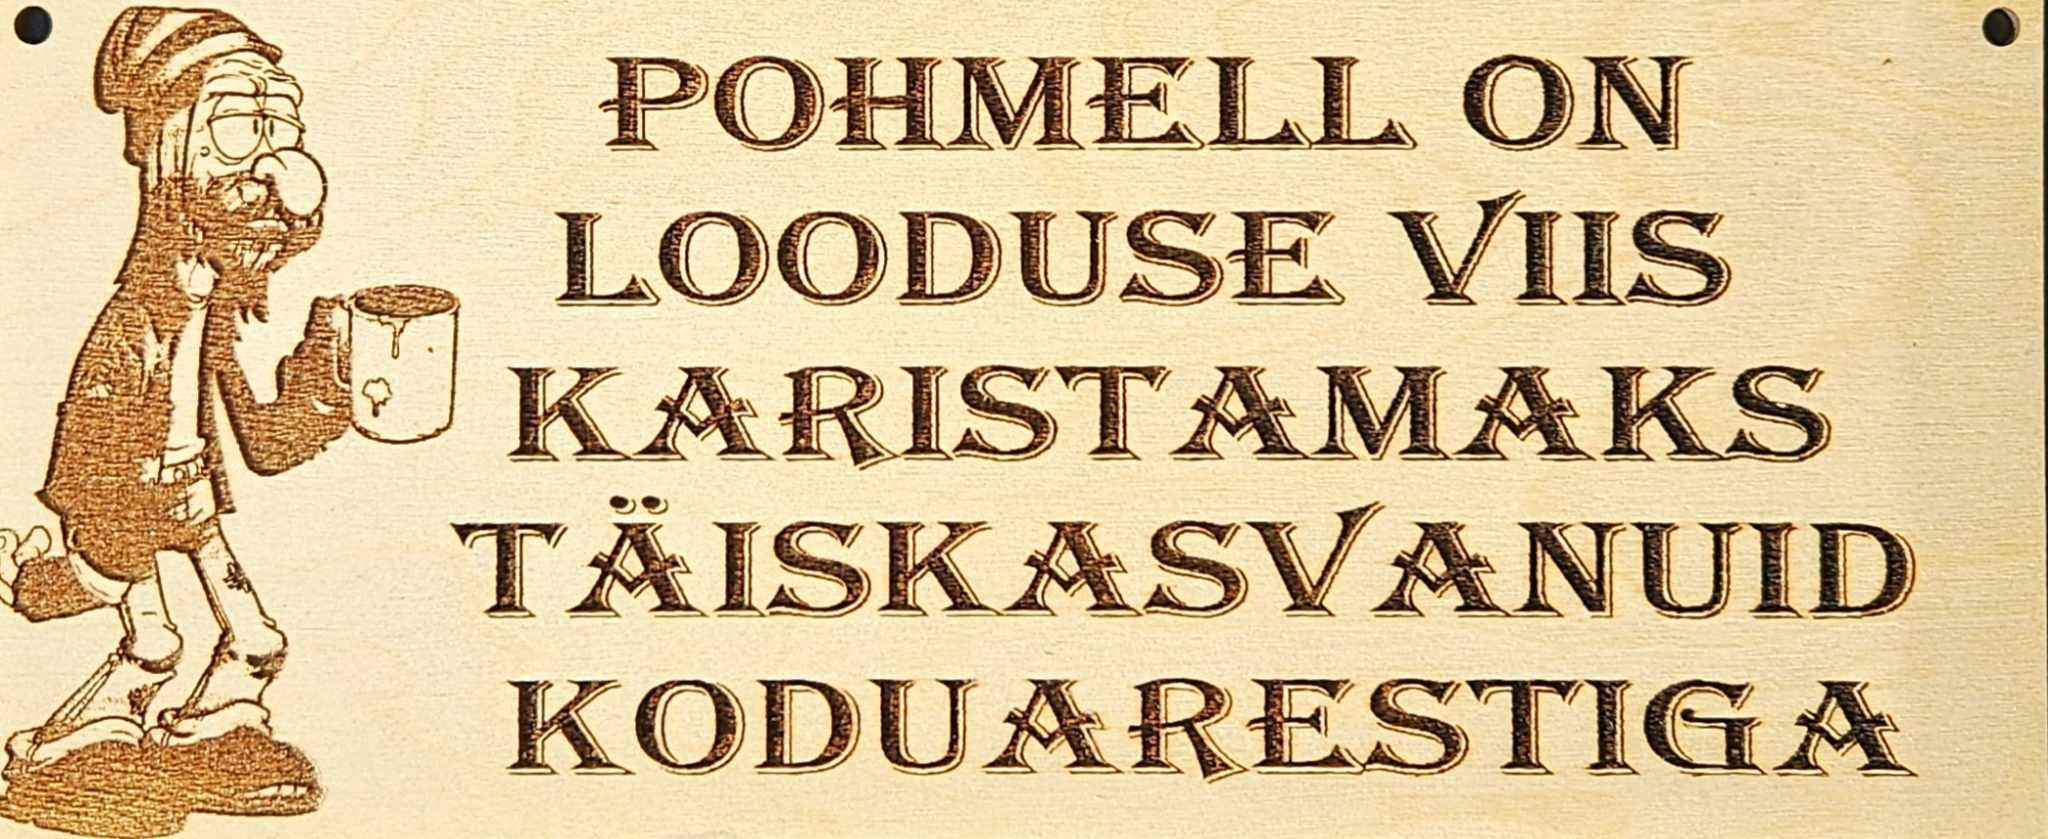 POHMELL ON
LOODUSE VIIS
KARISTAMAKS
TÄISKASVANUID
KODUARESTIGA